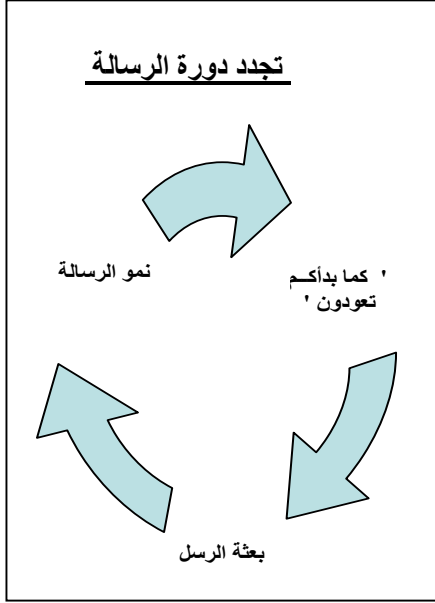 تجدد دورة الرسالة
نمو الرسالة
' كما بدأكـم
تعودون '
بعثة الرسل